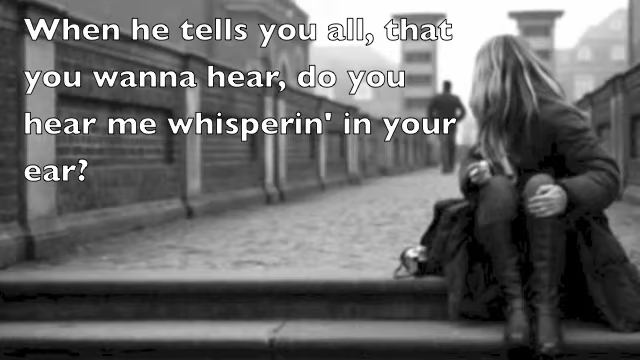 When he tells you all, that
you wanna hear, do you
hear me whisperin' in your
ear?